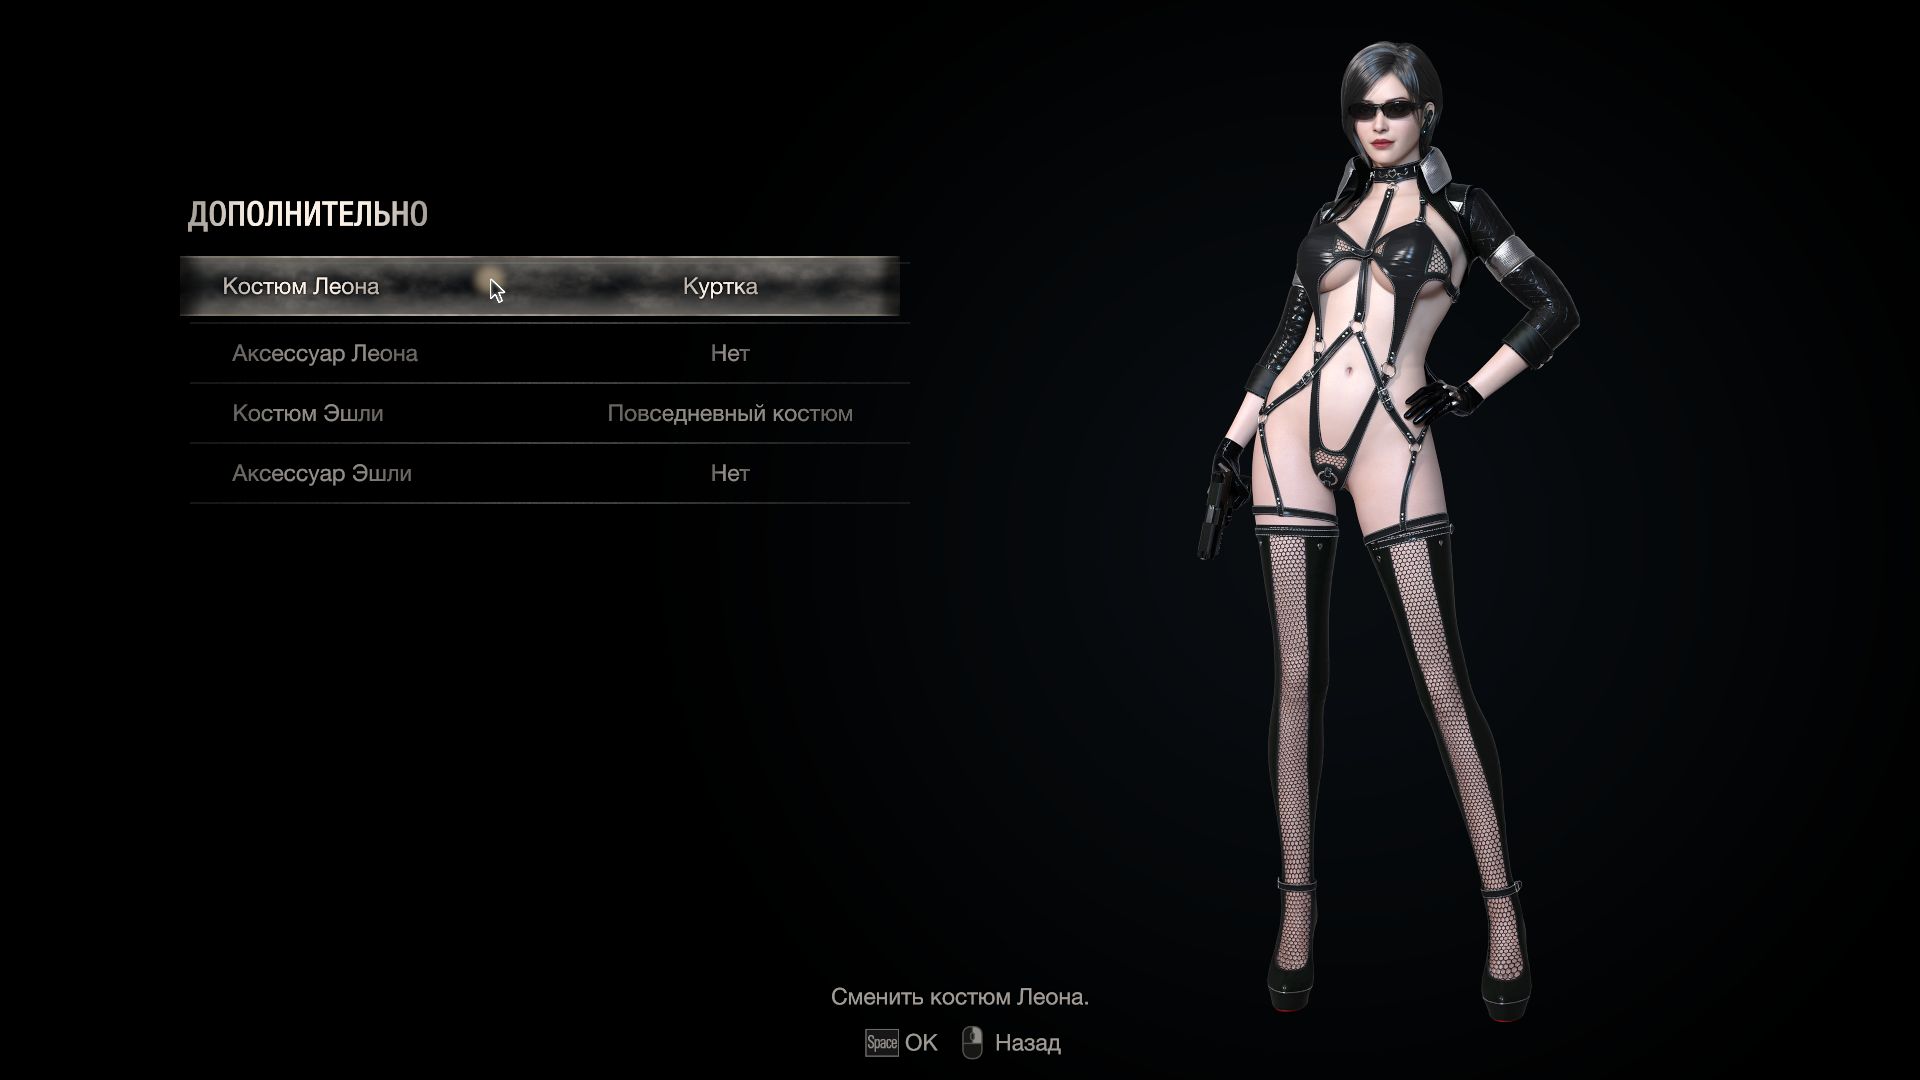 ДОПОЛНИТЕЛЬНО
Костюм Леона Куртка
Аксессуар Леона Нет
Костюм Эшли Повседневный костюм
Аксессуар Эшли Нет
Сменить костюм Леона.
Space OK Назад